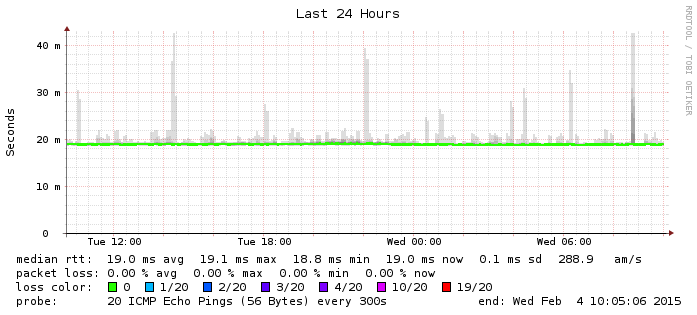 Last 24 Hours
RRDTOOL / TOBI OETIKER
Seconds
40 m
30 m
20 m
10 m
0
Tue 12:00 Tue 18:00 Wed 00:00 Wed 06:00
median rtt: 19.0 ms avg 19.1 ms max 18.8 ms min 19.0 ms now 0.1 ms sd 288.9 am/s
packet loss: 0.00 % avg 0.00 % max 0.00 % min 0.00 % now
loss color: 0 1/20 2/20 3/20 4/20 10/20 19/20
probe: 20 ICMP Echo Pings (56 Bytes) every 300s end: Wed Feb 4 10:05:06 2015